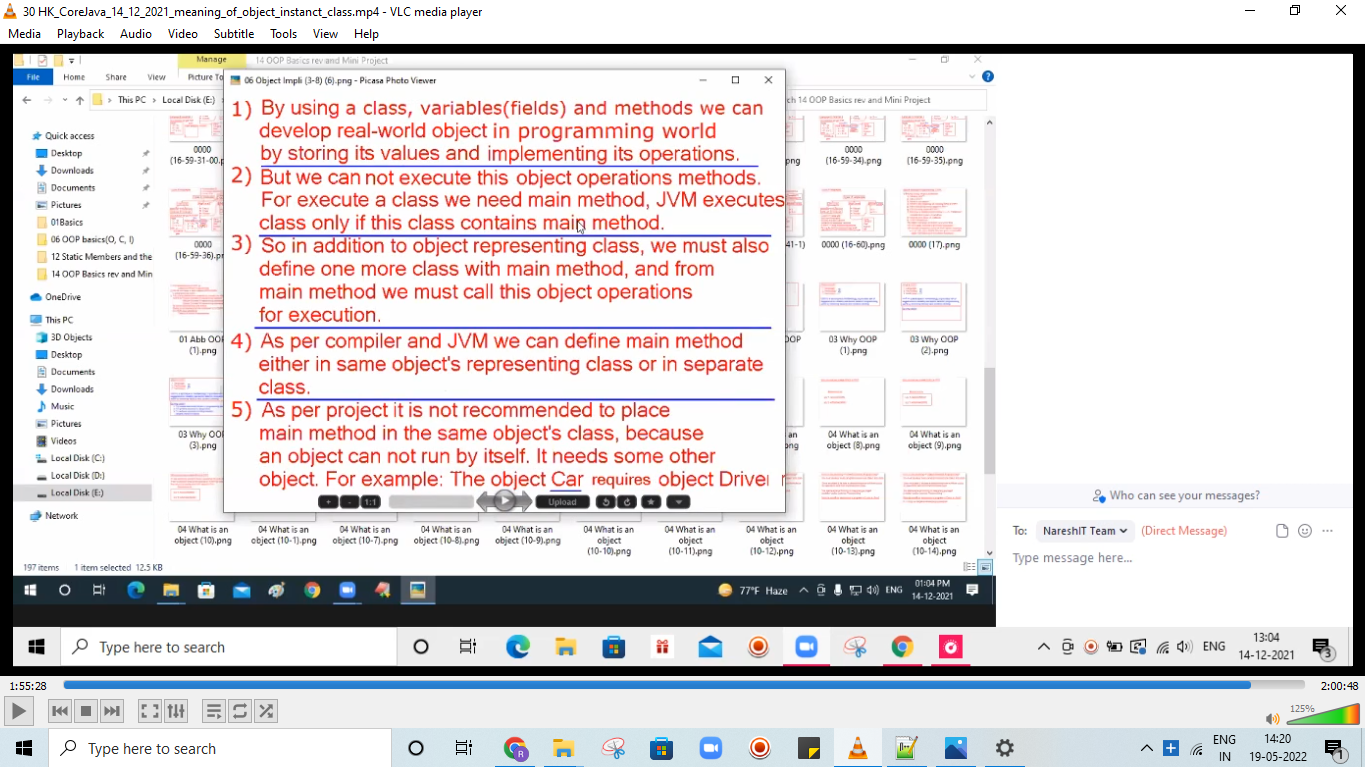 30 HK_CoreJava_14_12_2021_meaning_of_object_instanct_class.mp4 - VLC media player
Media Playback Audio Video Subtitle Tools View Help
Manage 14 OOP Basics rev and Mini Project
File Home Share View Picture To
This PC > Local Disk (E:)
ch 14 OOP Basics rev and Mini Project
06 Object Impli (3-8) (6).png - Picasa Photo Viewer
1) By using a class, variables(fields) and methods we can
develop real-world object in programming world
by storing its values and implementing its operations.
2) But we can not execute this object operations methods.
For execute a class we need main method, JVM executes
class only if this class contains main method.
3) So in addition to object representing class, we must also
define one more class with main method, and from
main method we must call this object operations
for execution.
4) As per compiler and JVM we can define main method
either in same object's representing class or in separate
class.
5) As per project it is not recommended to place
main method in the same object's class, because
an object can not run by itself. It needs some other
object. For example: The object Car requires object Driver
1:1 Upload
Quick access
Desktop
Downloads
Documents
Pictures
01Basics
06 OOP basics(O, C, I)
12 Static Members and the
14 OOP Basics rev and Min
OneDrive
This PC
3D Objects
Desktop
Documents
Downloads
Music
Pictures
Videos
Local Disk (C:)
Local Disk (D:)
Local Disk (E:)
Network
0000
(16-59-31-00.p
0000
(16-59-36).p
01 Abb OOP
(1).png
03 Why OOP
(3).png
png
0000
(16-59-34).png
0000
(16-59-35).png
41-1)
0000 (16-60).png
0000 (17).png
OOP
03 Why OOP
(1).png
03 Why OOP
(2).png
an
png
04 What is an
object (8).png
04 What is an
object (9).png
04 What is an
object (10).png
04 What is an
object (10-1).png
04 What is an
object (10-7).png
04 What is an
object (10-8).png
04 What is an
object (10-9).png
04 What is an
object
(10-10).png
04 What is an
object
(10-11).png
04 What is an
object
(10-12).png
04 What is an
object
(10-13).png
04 What is an
object
(10-14).png
197 items 1 item selected 12.5 KB
77°F Haze ENG 01:04 PM
14-12-2021
Who can see your messages?
To: NareshIT Team (Direct Message)
Type message here...
Type here to search
ENG 13:04
14-12-2021
3
1:55:28 2:00:48
125%
Type here to search
R
ENG
IN
14:20
19-05-2022
1